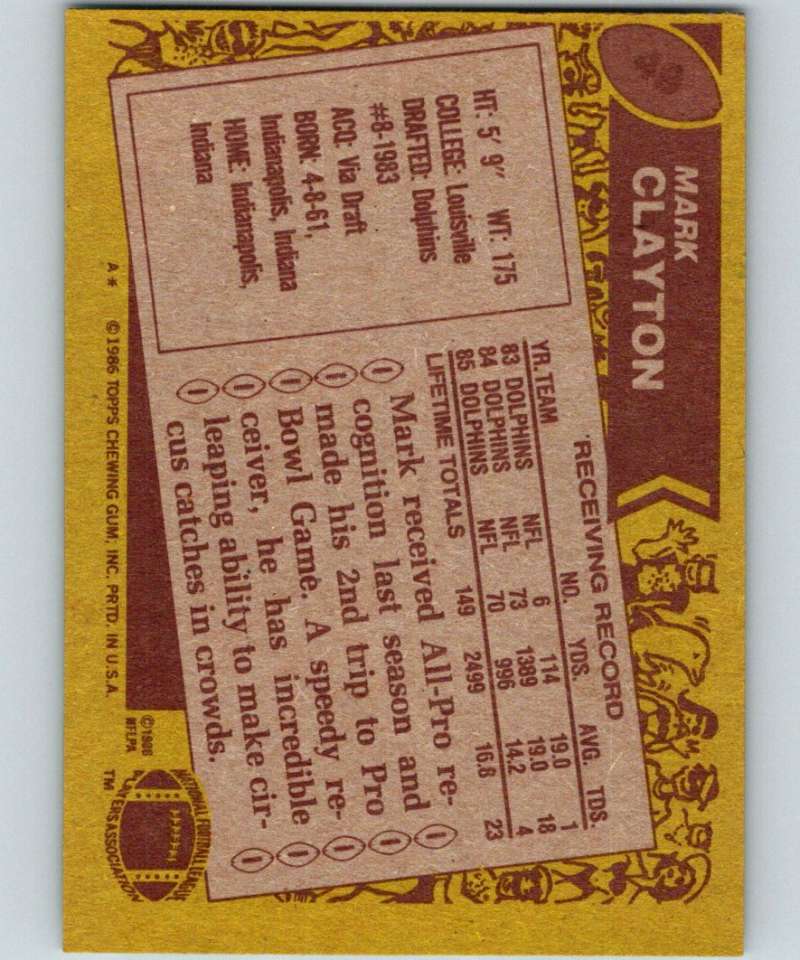 49
MARK
CLAYTON
HT: 5' 9" WT: 175
COLLEGE: Louisville
DRAFTED: Dolphins
#8-1983
ACQ: Via Draft
BORN: 4-8-61,
Indianapolis, Indiana
HOME: Indianapolis,
Indiana
RECEIVING RECORD
YR. TEAM NO. YDS. AVG. TDS.
83 DOLPHINS NFL 6 114 19.0 1
84 DOLPHINS NFL 73 1389 19.0 18
85 DOLPHINS NFL 70 996 14.2 4
LIFETIME TOTALS 149 2499 16.8 23
Mark received All-Pro re-
cognition last season and
made his 2nd trip to Pro
Bowl Game. A speedy re-
ceiver, he has incredible
leaping ability to make cir-
cus catches in crowds.
A* ©1986 TOPPS CHEWING GUM, INC. PRTD. IN U.S.A.
©1986
NFLPA
NATIONAL FOOTBALL LEAGUE
PLAYERS ASSOCIATION
TM